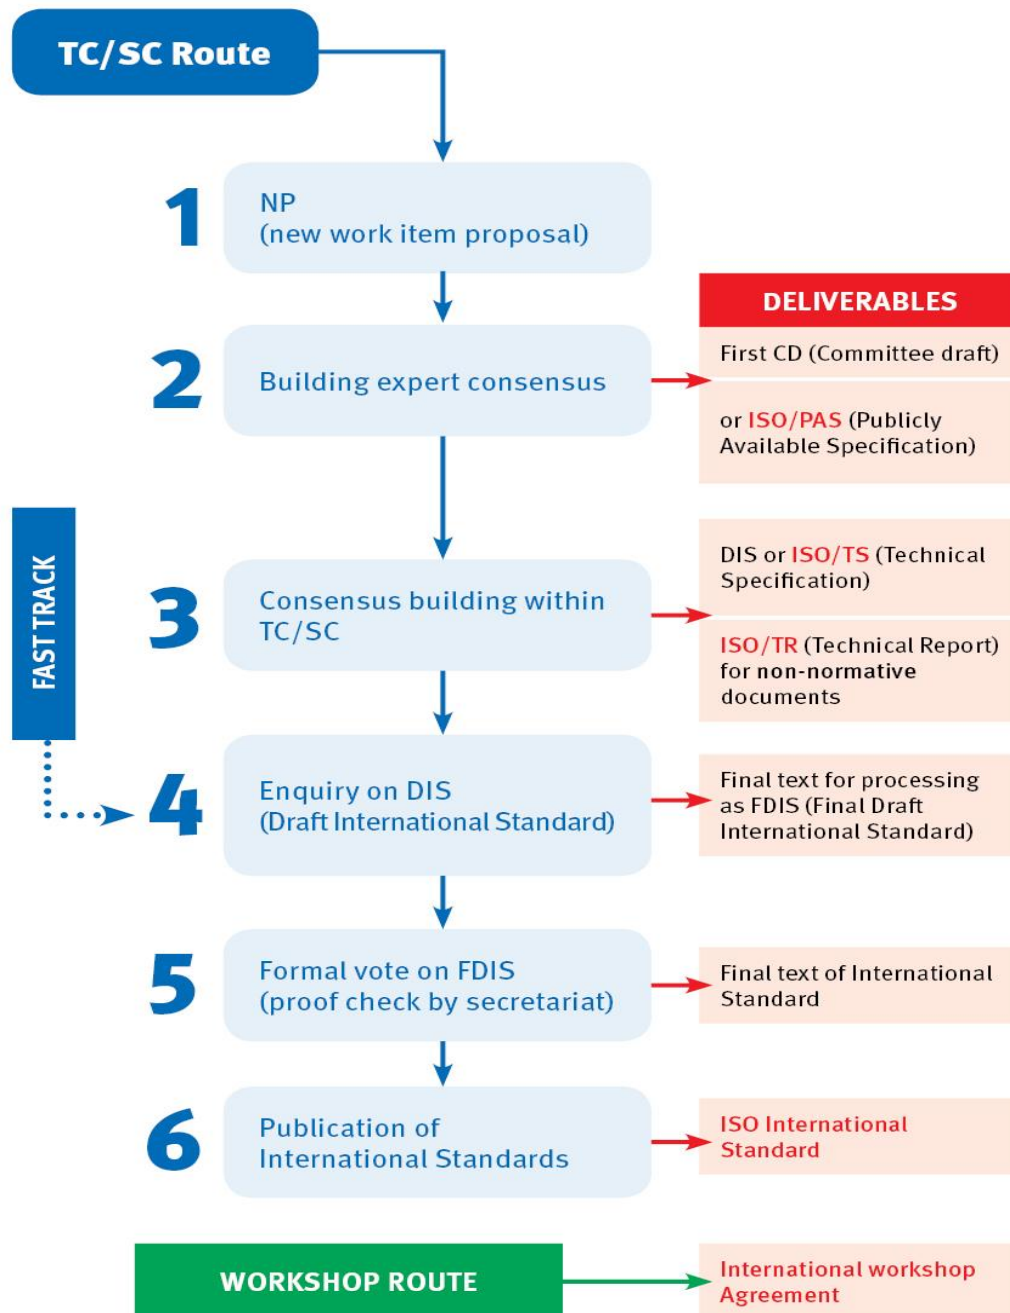 TC/SC Route
1
NP
(new work item proposal)
DELIVERABLES
2
Building expert consensus
First CD (Committee draft)
or ISO/PAS (Publicly
Available Specification)
FAST TRACK
3
Consensus building within
TC/SC
DIS or ISO/TS (Technical
Specification)
ISO/TR (Technical Report)
for non-normative
documents
4
Enquiry on DIS
(Draft International Standard)
Final text for processing
as FDIS (Final Draft
International Standard)
5
Formal vote on FDIS
(proof check by secretariat)
Final text of International
Standard
6
Publication of
International Standards
ISO International
Standard
WORKSHOP ROUTE
International workshop
Agreement